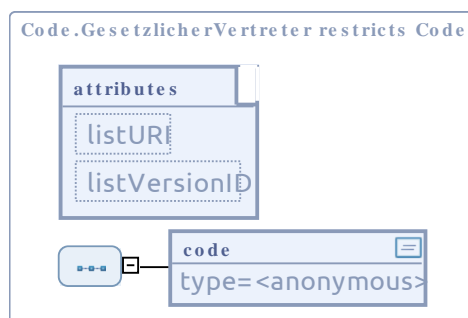 Code.GesetzlicherVertreter restricts Code
attributes
listURI
listVersionID
code
type=<anonymous>